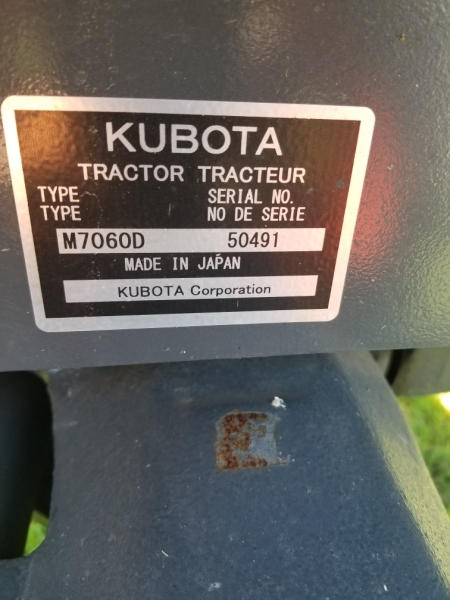 KUBOTA
TRACTOR TRACTEUR
TYPE SERIAL NO.
TYPE NO DE SERIE
M7060D 50491
MADE IN JAPAN
KUBOTA Corporation